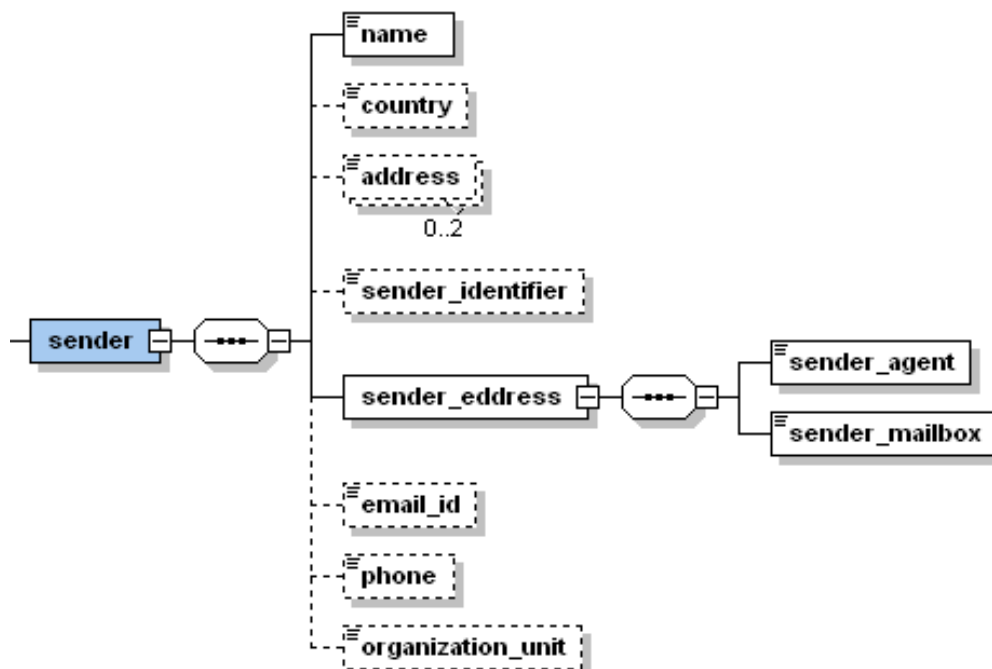 name
country
address
0..2
sender_identifier
sender
sender_eddress
sender_agent
sender_mailbox
email_id
phone
organization_unit